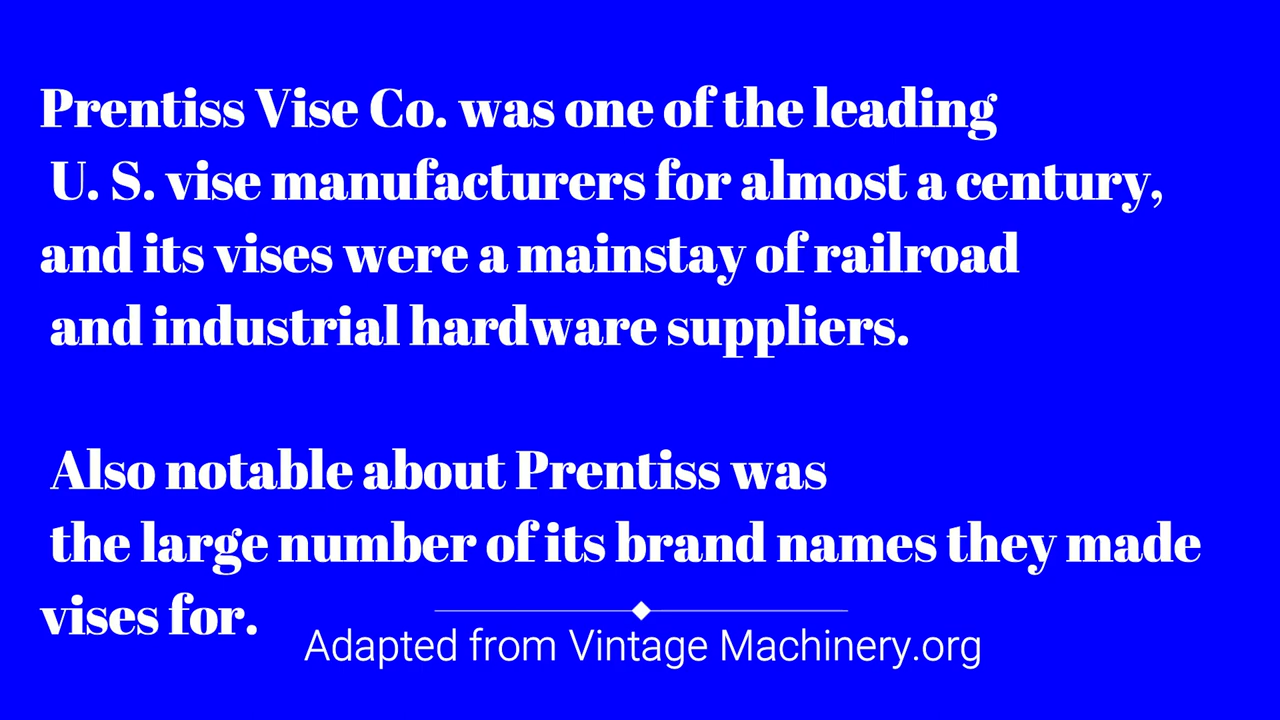 Prentiss Vise Co. was one of the leading
U. S. vise manufacturers for almost a century,
and its vises were a mainstay of railroad
and industrial hardware suppliers.
Also notable about Prentiss was
the large number of its brand names they made
vises for.
Adapted from Vintage Machinery.org